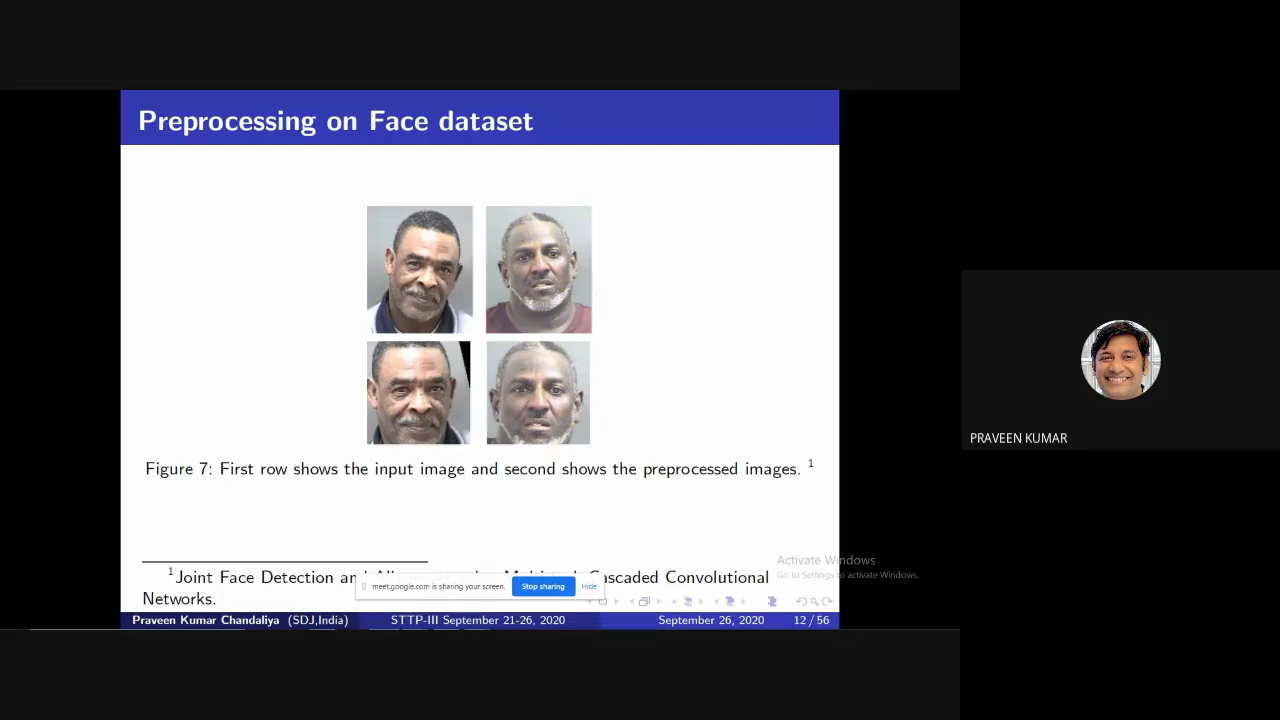 Preprocessing on Face dataset
Figure 7: First row shows the input image and second shows the preprocessed images. 1
1Joint Face Detection and Cascaded Convolutional
Networks.
meet.google.com is sharing your screen. Stop sharing Hide
Activate Windows
Go to Settings to activate Windows.
Praveen Kumar Chandaliya (SDJ,India) STTP-III September 21-26, 2020 September 26, 2020 12 / 56
PRAVEEN KUMAR